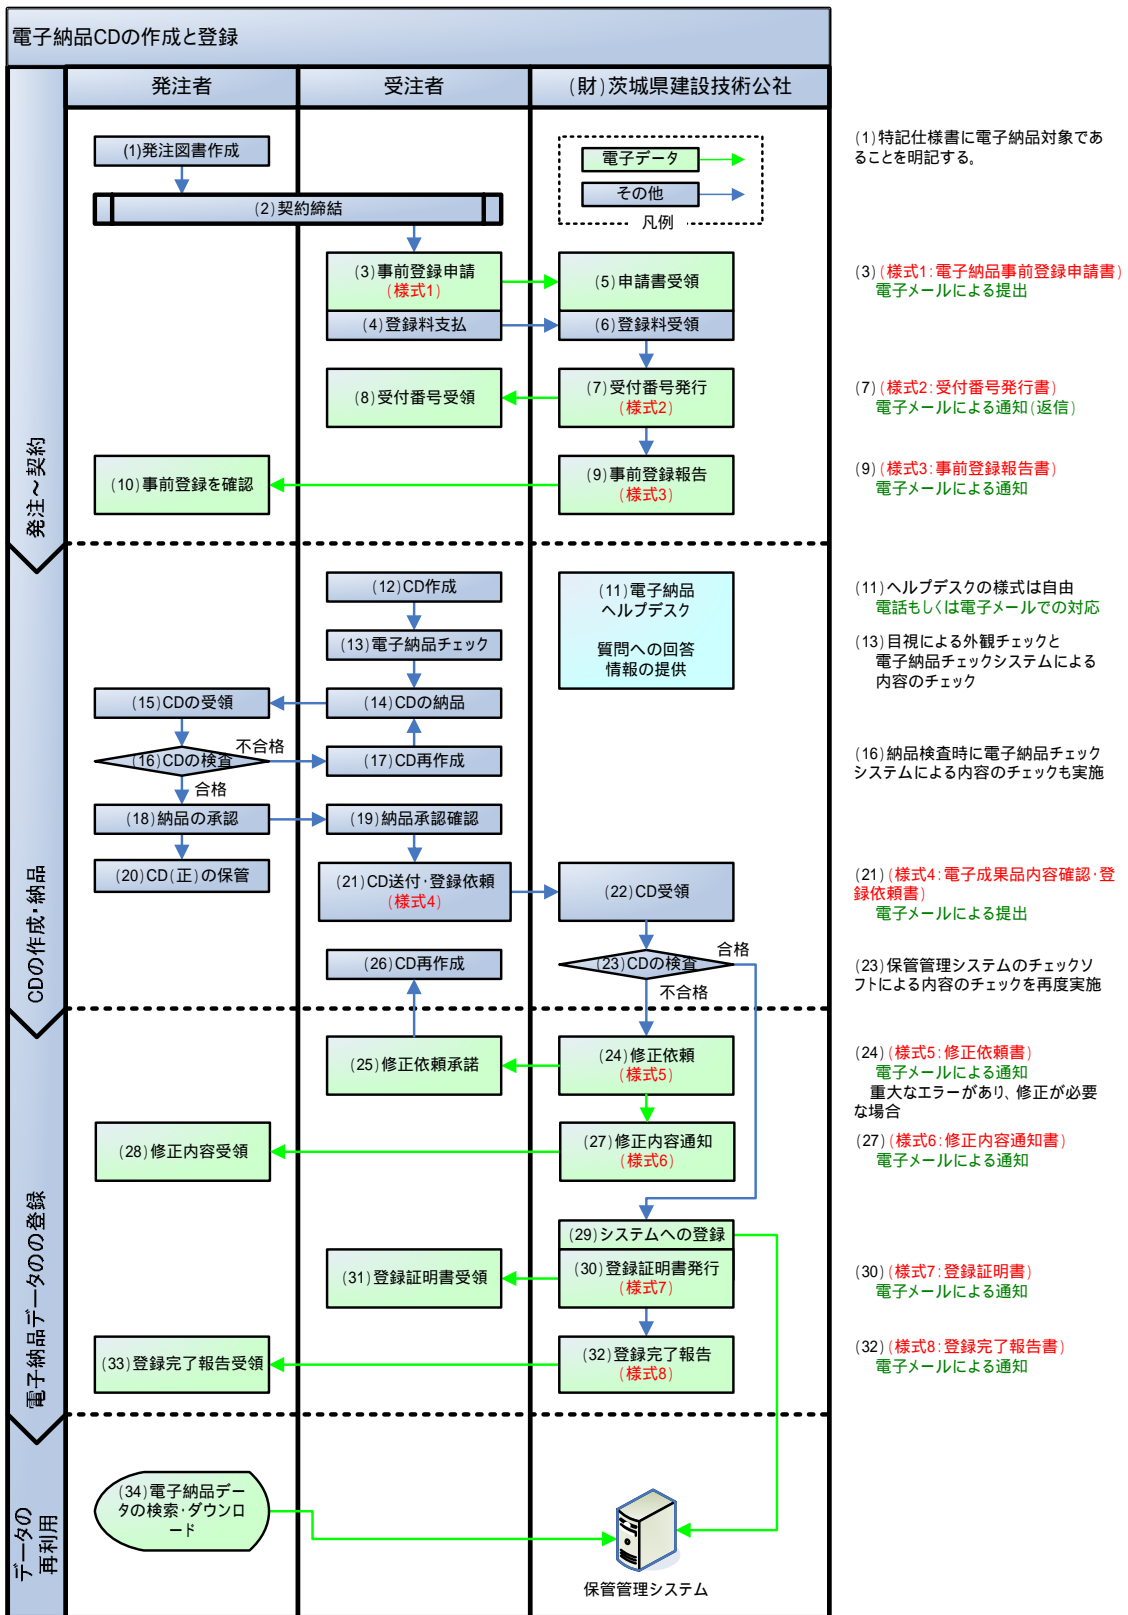 電子納品CDの作成と登録
発注者
受注者
(財)茨城県建設技術公社
発注～契約
(1)発注図書作成
(2)契約締結
電子データ
その他
凡例
(3)事前登録申請
(様式1)
(4)登録料支払
(5)申請書受領
(6)登録料受領
(8)受付番号受領
(7)受付番号発行
(様式2)
(10)事前登録を確認
(9)事前登録報告
(様式3)
(1)特記仕様書に電子納品対象であ
ることを明記する。
(3)(様式1:電子納品事前登録申請書)
電子メールによる提出
(7)(様式2:受付番号発行書)
電子メールによる通知(返信)
(9)(様式3:事前登録報告書)
電子メールによる通知
CDの作成・納品
(12)CD作成
(13)電子納品チェック
(11)電子納品
ヘルプデスク
質問への回答
情報の提供
(15)CDの受領
(14)CDの納品
(16)CDの検査
不合格
(17)CD再作成
合格
(18)納品の承認
(19)納品承認確認
(20)CD(正)の保管
(21)CD送付・登録依頼
(様式4)
(22)CD受領
(26)CD再作成
(23)CDの検査
合格
不合格
(11)ヘルプデスクの様式は自由
電話もしくは電子メールでの対応
(13)目視による外観チェックと
電子納品チェックシステムによる
内容のチェック
(16)納品検査時に電子納品チェック
システムによる内容のチェックも実施
(21)(様式4:電子成果品内容確認・登
録依頼書)
電子メールによる提出
(23)保管管理システムのチェックソ
フトによる内容のチェックを再度実施
電子納品データのの登録
(25)修正依頼承諾
(24)修正依頼
(様式5)
(28)修正内容受領
(27)修正内容通知
(様式6)
(29)システムへの登録
(31)登録証明書受領
(30)登録証明書発行
(様式7)
(33)登録完了報告受領
(32)登録完了報告
(様式8)
(24)(様式5:修正依頼書)
電子メールによる通知
重大なエラーがあり、修正が必要
な場合
(27)(様式6:修正内容通知書)
電子メールによる通知
(30)(様式7:登録証明書)
電子メールによる通知
(32)(様式8:登録完了報告書)
電子メールによる通知
データの
再利用
(34)電子納品デー
タの検索・ダウンロ
ード
保管管理システム